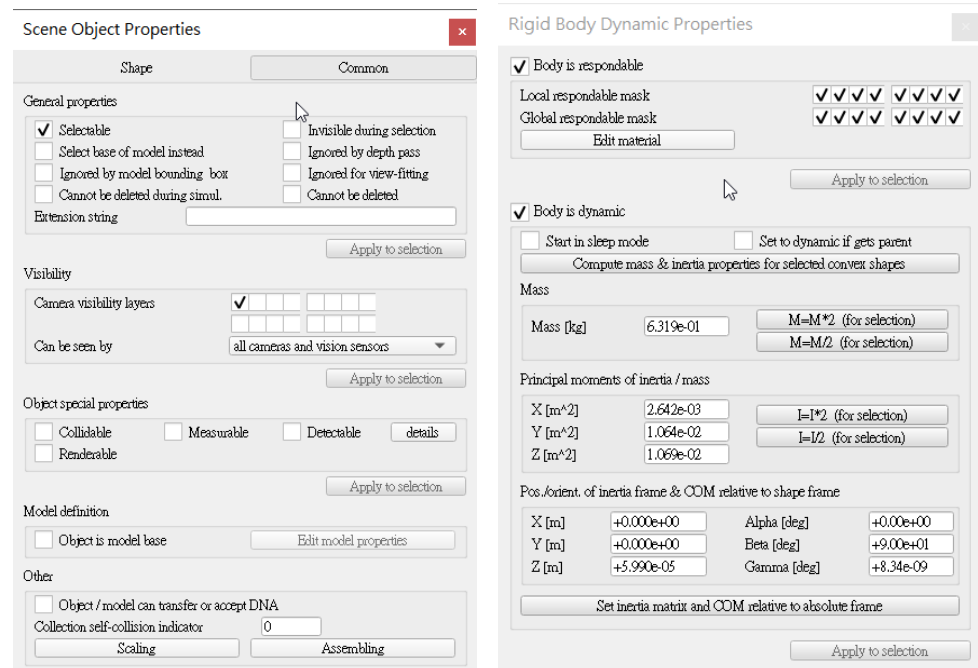 Scene Object Properties
Shape
Common
General properties
Selectable
Invisible during selection
Select base of model instead
Ignored by depth pass
Ignored by model bounding box
Ignored for view-fitting
Cannot be deleted during simul.
Cannot be deleted
Extension string
Apply to selection
Visibility
Camera visibility layers
Can be seen by
all cameras and vision sensors
Apply to selection
Object special properties
Collidable
Measurable
Detectable
details
Renderable
Apply to selection
Model definition
Object is model base
Edit model properties
Other
Object / model can transfer or accept DNA
Collection self-collision indicator
0
Scaling
Assembling
Rigid Body Dynamic Properties
Body is respondable
Local respondable mask
Global respondable mask
Edit material
Apply to selection
Body is dynamic
Start in sleep mode
Set to dynamic if gets parent
Compute mass & inertia properties for selected convex shapes
Mass
Mass [kg]
6.319e-01
M=M*2 (for selection)
M=M/2 (for selection)
Principal moments of inertia / mass
X [m^2]
2.642e-03
I=I*2 (for selection)
Y [m^2]
1.064e-02
I=I/2 (for selection)
Z [m^2]
1.069e-02
Pos./orient. of inertia frame & COM relative to shape frame
X [m]
+0.000e+00
Alpha [deg]
+0.00e+00
Y [m]
+0.000e+00
Beta [deg]
+9.00e+01
Z [m]
+5.990e-05
Gamma [deg]
+8.34e-09
Set inertia matrix and COM relative to absolute frame
Apply to selection